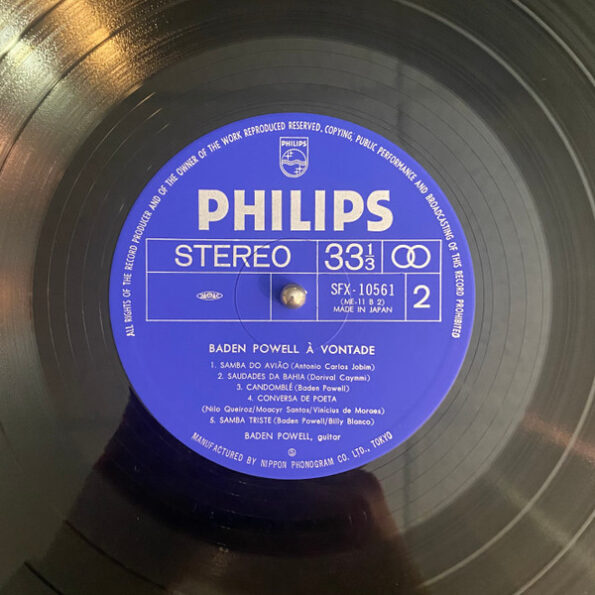 ALL RIGHTS OF THE RECORD PRODUCER AND OF THE OWNER OF THE WORK REPRODUCED RESERVED. COPYING, PUBLIC PERFORMANCE AND BROADCASTING OF THIS RECORD PROHIBITED
PHILIPS
PHILIPS
STEREO 33⅓
SFX-10561
(ME-11 B 2)
MADE IN JAPAN
2
BADEN POWELL À VONTADE
1. SAMBA DO AVIÃO (Antonio Carlos Jobim)
2. SAUDADES DA BAHIA (Dorival Caymmi)
3. CANDOMBLÉ (Baden Powell)
4. CONVERSA DE POETA
(Nilo Queiroz/Moacyr Santos/Vinícius de Moraes)
5. SAMBA TRISTE (Baden Powell/Billy Blanco)
BADEN POWELL, guitar
MANUFACTURED BY NIPPON PHONOGRAM CO. LTD., TOKYO